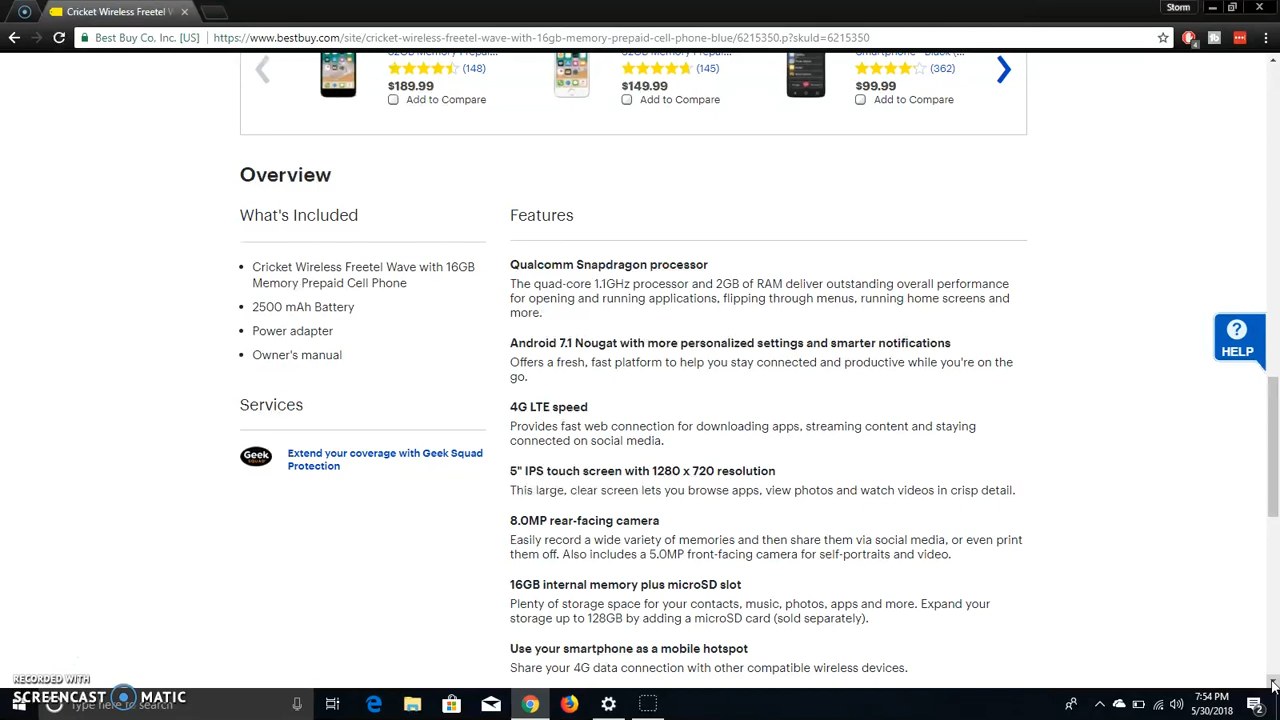 Cricket Wireless Freetel W
Storm
Best Buy Co, Inc. [US] https://www.bestbuy.com/site/cricket-wireless-freetel-wave-with-16gb-memory-prepaid-cell-phone-blue/6215350.p?skuId=6215350
(148)
(145)
(362)
$189.99
$149.99
$99.99
Add to Compare
Add to Compare
Add to Compare
Overview
What's Included
Features
Cricket Wireless Freetel Wave with 16GB
Memory Prepaid Cell Phone
2500 mAh Battery
Power adapter
Owner's manual
Services
Geek SQUAD
Extend your coverage with Geek Squad
Protection
Qualcomm Snapdragon processor
The quad-core 1.1GHz processor and 2GB of RAM deliver outstanding overall performance
for opening and running applications, flipping through menus, running home screens and
more.
Android 7.1 Nougat with more personalized settings and smarter notifications
Offers a fresh, fast platform to help you stay connected and productive while you're on the
go.
4G LTE speed
Provides fast web connection for downloading apps, streaming content and staying
connected on social media.
5" IPS touch screen with 1280 x 720 resolution
This large, clear screen lets you browse apps, view photos and watch videos in crisp detail.
8.0MP rear-facing camera
Easily record a wide variety of memories and then share them via social media, or even print
them off. Also includes a 5.0MP front-facing camera for self-portraits and video.
16GB internal memory plus microSD slot
Plenty of storage space for your contacts, music, photos, apps and more. Expand your
storage up to 128GB by adding a microSD card (sold separately).
Use your smartphone as a mobile hotspot
Share your 4G data connection with other compatible wireless devices.
HELP
RECORDED WITH
SCREENCAST MATIC
Type here to search
7:54 PM
5/30/2018
2